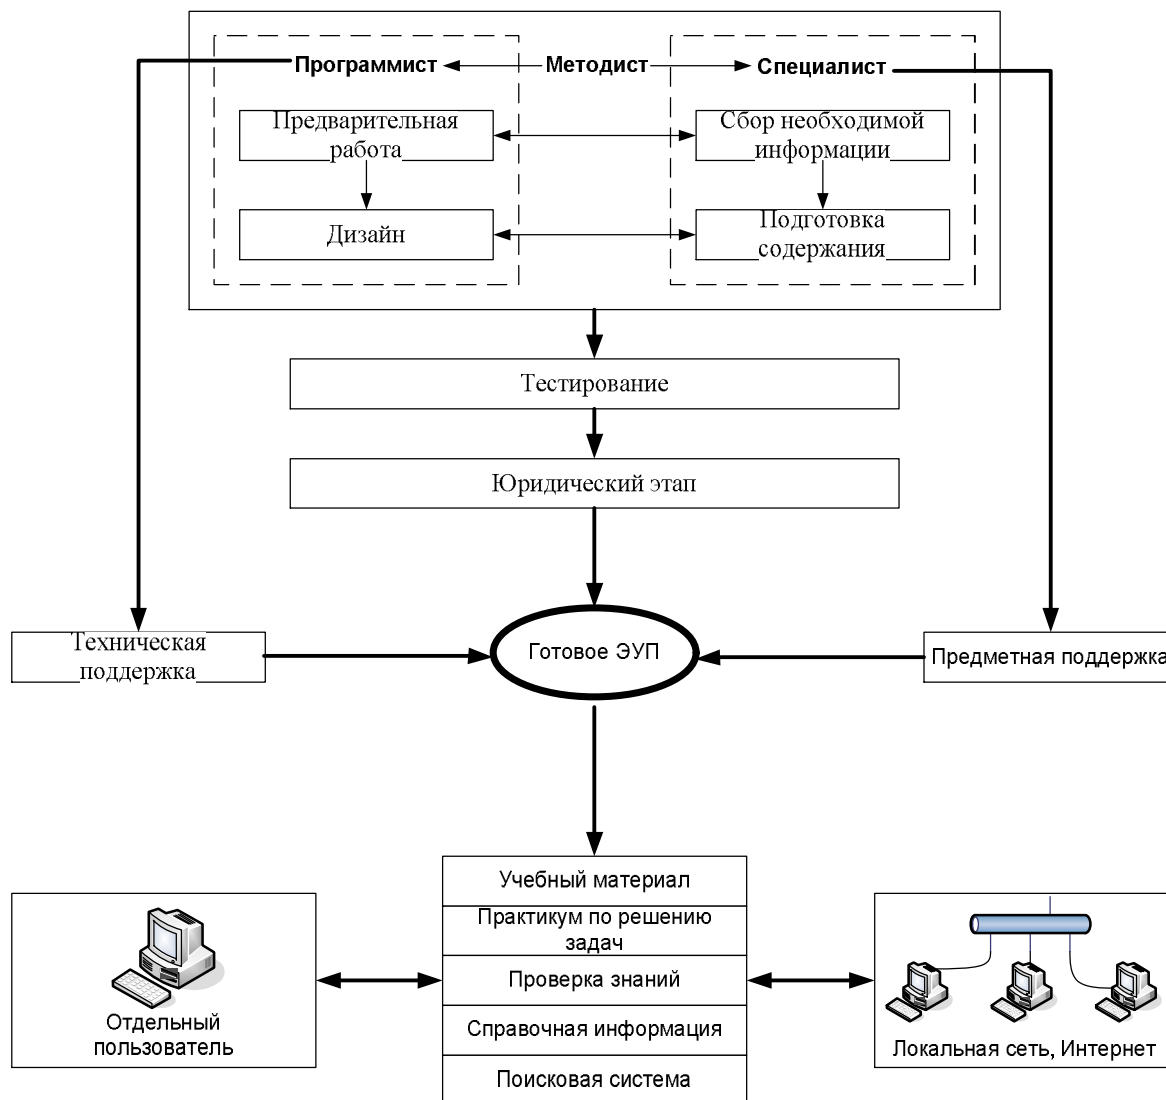 Программист
Методист
Специалист
Предварительная
работа
Сбор необходимой
информации
Дизайн
Подготовка
содержания
Тестирование
Юридический этап
Техническая
поддержка
Готовое ЭУП
Предметная поддержка
Учебный материал
Практикум по решению
задач
Проверка знаний
Справочная информация
Поисковая система
Отдельный
пользователь
Локальная сеть, Интернет